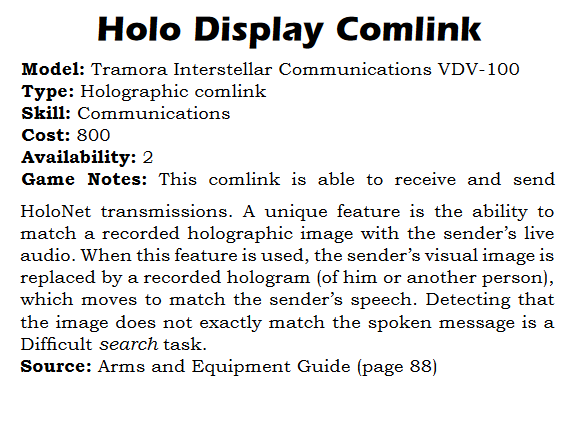 Holo Display Comlink
Model: Tramora Interstellar Communications VDV-100
Type: Holographic comlink
Skill: Communications
Cost: 800
Availability: 2
Game Notes: This comlink is able to receive and send
HoloNet transmissions. A unique feature is the ability to
match a recorded holographic image with the sender's live
audio. When this feature is used, the sender's visual image is
replaced by a recorded hologram (of him or another person),
which moves to match the sender's speech. Detecting that
the image does not exactly match the spoken message is a
Difficult search task.
Source: Arms and Equipment Guide (page 88)